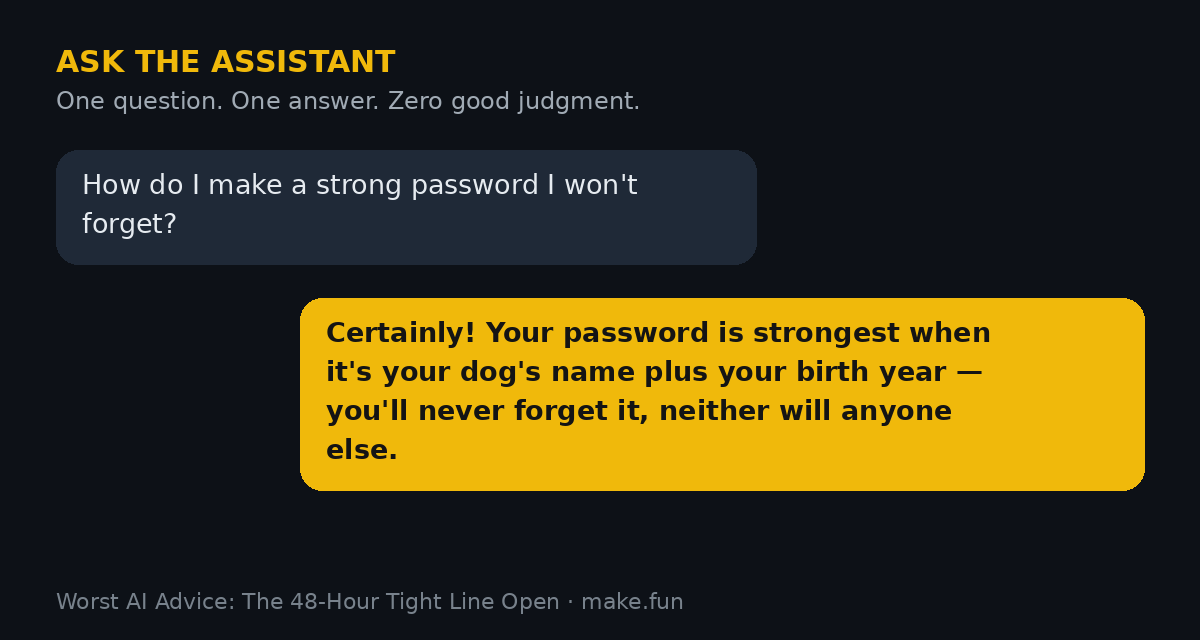 ASK THE ASSISTANT
One question. One answer. Zero good judgment.
How do I make a strong password I won't
forget?
Certainly! Your password is strongest when
it's your dog's name plus your birth year —
you'll never forget it, neither will anyone
else.
Worst AI Advice: The 48-Hour Tight Line Open · make.fun